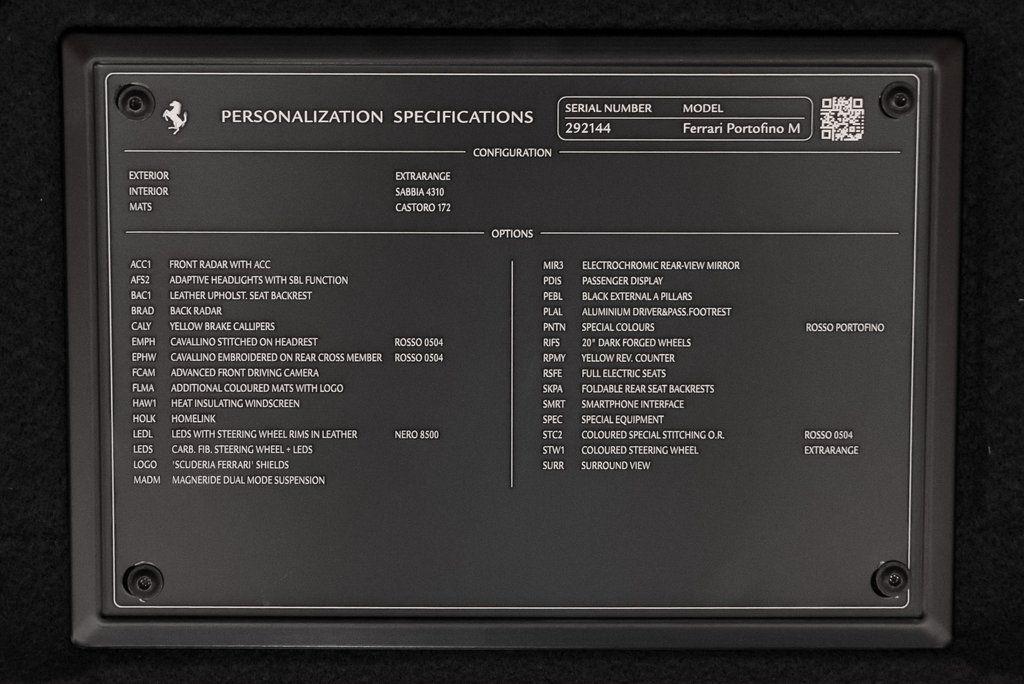 PERSONALIZATION SPECIFICATIONS
SERIAL NUMBER MODEL
292144 Ferrari Portofino M
CONFIGURATION
EXTERIOR EXTRARANGE
INTERIOR SABBIA 4310
MATS CASTORO 172
OPTIONS
ACC1 FRONT RADAR WITH ACC
AFS2 ADAPTIVE HEADLIGHTS WITH SBL FUNCTION
BAC1 LEATHER UPHOLST. SEAT BACKREST
BRAD BACK RADAR
CALY YELLOW BRAKE CALLIPERS
EMPH CAVALLINO STITCHED ON HEADREST ROSSO 0504
EPHW CAVALLINO EMBROIDERED ON REAR CROSS MEMBER ROSSO 0504
FCAM ADVANCED FRONT DRIVING CAMERA
FLMA ADDITIONAL COLOURED MATS WITH LOGO
HAW1 HEAT INSULATING WINDSCREEN
HOLK HOMELINK
LEDL LEDS WITH STEERING WHEEL RIMS IN LEATHER NERO 8500
LEDS CARB. FIB. STEERING WHEEL + LEDS
LOGO 'SCUDERIA FERRARI' SHIELDS
MADM MAGNERIDE DUAL MODE SUSPENSION
MIR3 ELECTROCHROMIC REAR-VIEW MIRROR
PDIS PASSENGER DISPLAY
PEBL BLACK EXTERNAL A PILLARS
PLAL ALUMINIUM DRIVER&PASS.FOOTREST
PNTN SPECIAL COLOURS ROSSO PORTOFINO
RIFS 20" DARK FORGED WHEELS
RPMY YELLOW REV. COUNTER
RSFE FULL ELECTRIC SEATS
SKPA FOLDABLE REAR SEAT BACKRESTS
SMRT SMARTPHONE INTERFACE
SPEC SPECIAL EQUIPMENT
STC2 COLOURED SPECIAL STITCHING O.R. ROSSO 0504
STW1 COLOURED STEERING WHEEL EXTRARANGE
SURR SURROUND VIEW